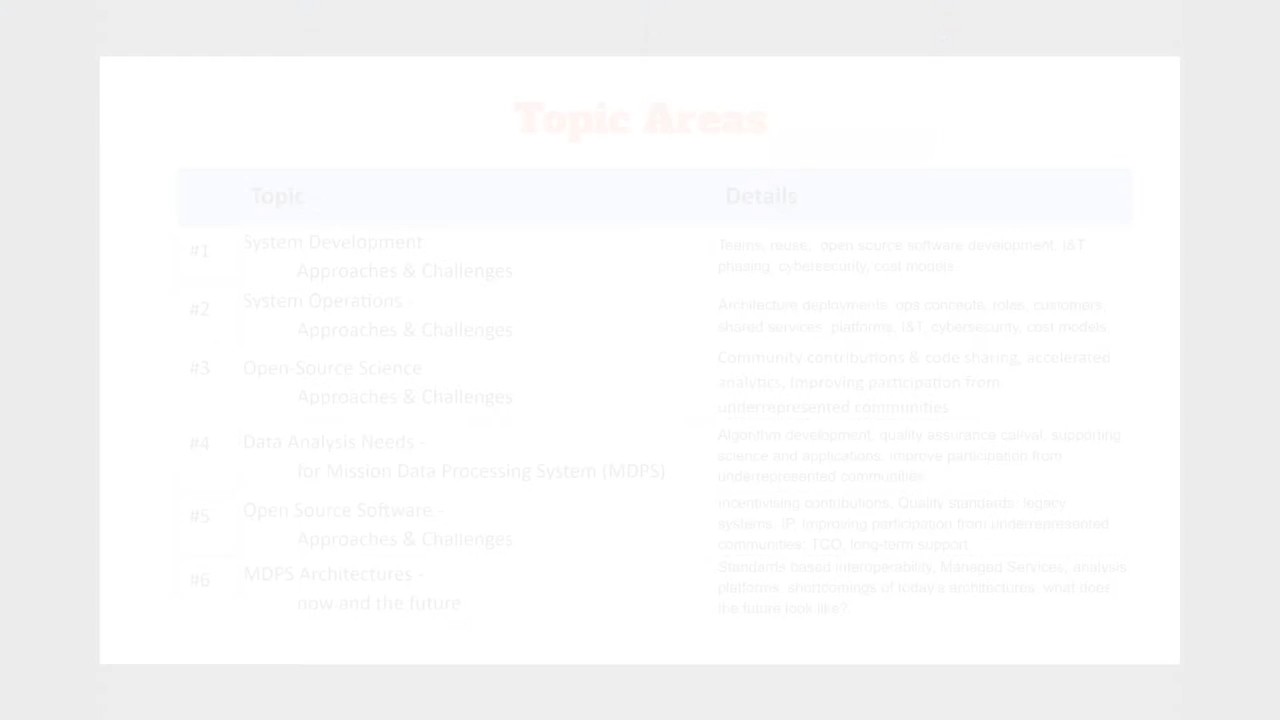 Topic Areas
Topic
Details
#1
System Development
Approaches & Challenges
Teams, reuse, open source software development, I&T
phasing, cybersecurity, cost models
#2
System Operations -
Approaches & Challenges
Architecture deployments, ops concepts, roles, customers,
shared services, platforms, I&T, cybersecurity, cost models
#3
Open-Source Science
Approaches & Challenges
Community contributions & code sharing, accelerated
analytics, Improving participation from
underrepresented communities
#4
Data Analysis Needs -
for Mission Data Processing System (MDPS)
Algorithm development, quality assurance cal/val, supporting
science and applications, improve participation from
underrepresented communities
#5
Open Source Software -
Approaches & Challenges
Incentivising contributions, Quality standards, legacy
systems, IP, Improving participation from underrepresented
communities, TCO, long-term support
#6
MDPS Architectures -
now and the future
Standards based interoperability, Managed Services, analysis
platforms, shortcomings of today's architectures, what does
the future look like?